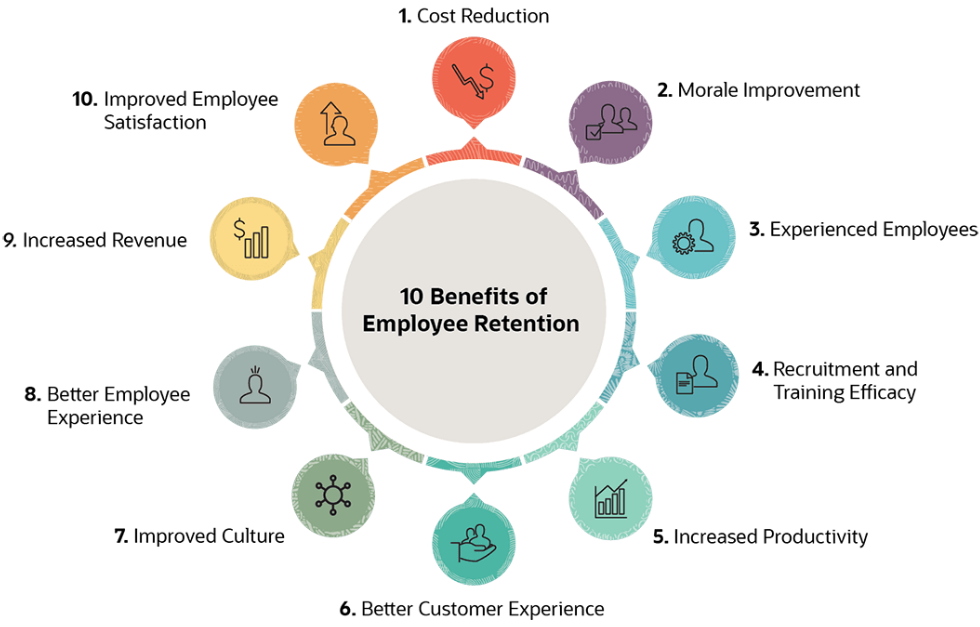 1. Cost Reduction
2. Morale Improvement
3. Experienced Employees
4. Recruitment and
Training Efficacy
5. Increased Productivity
6. Better Customer Experience
7. Improved Culture
8. Better Employee
Experience
9. Increased Revenue
10. Improved Employee
Satisfaction
10 Benefits of
Employee Retention
$
$